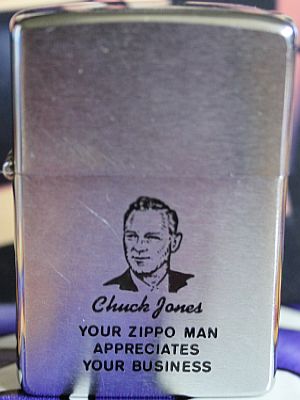 Chuck Jones
YOUR ZIPPO MAN
APPRECIATES
YOUR BUSINESS